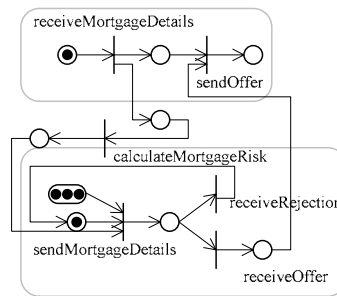 receiveMortgageDetails
sendOffer
calculateMortgageRisk
receiveRejection
sendMortgageDetails
receiveOffer